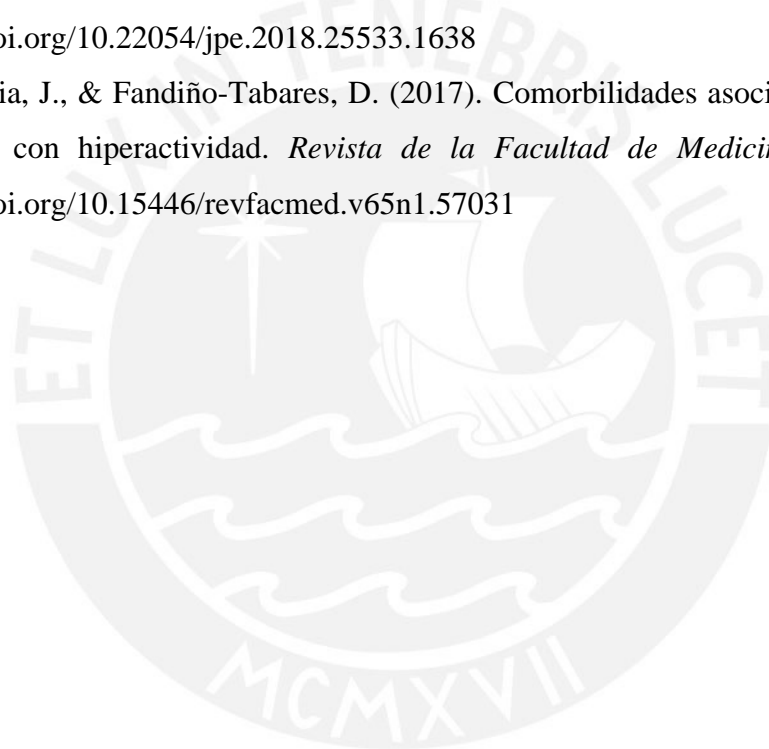 oi.org/10.22054/jpe.2018.25533.1638
ia, J., & Fandiño-Tabares, D. (2017). Comorbilidades asoci
con hiperactividad. Revista de la Facultad de Medicin
oi.org/10.15446/revfacmed.v65n1.57031
ET LUX IN TENEBRIS LUCET
MCMXVII